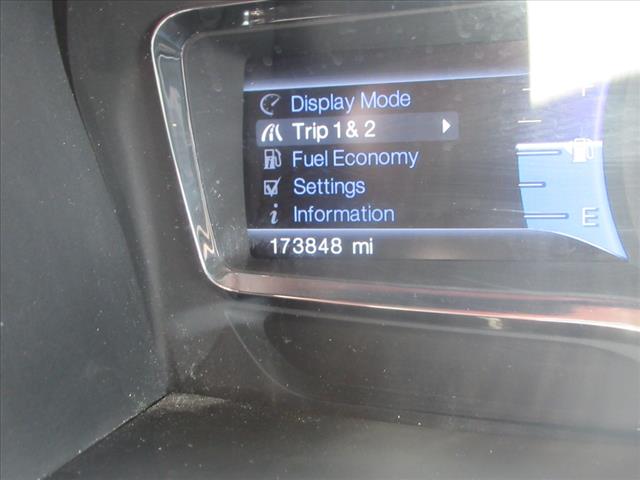 Display Mode
Trip 1 & 2
Fuel Economy
Settings
Information
E
173848 mi